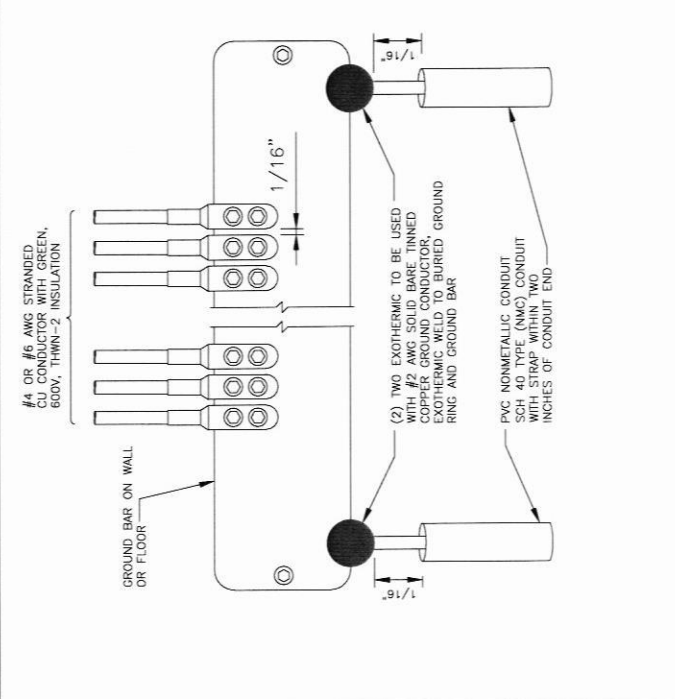 #4 OR #6 AWG STRANDED
CU CONDUCTOR WITH GREEN,
600V, THWN-2 INSULATION
GROUND BAR ON WALL
OR FLOOR
1/16"
1/16"
1/16"
(2) TWO EXOTHERMIC TO BE USED
WITH #2 AWG SOLID BARE TINNED
COPPER GROUND CONDUCTOR,
EXOTHERMIC WELD TO BURIED GROUND
RING AND GROUND BAR
PVC NONMETALLIC CONDUIT
SCH 40 TYPE (NMC) CONDUIT
WITH STRAP WITHIN TWO
INCHES OF CONDUIT END